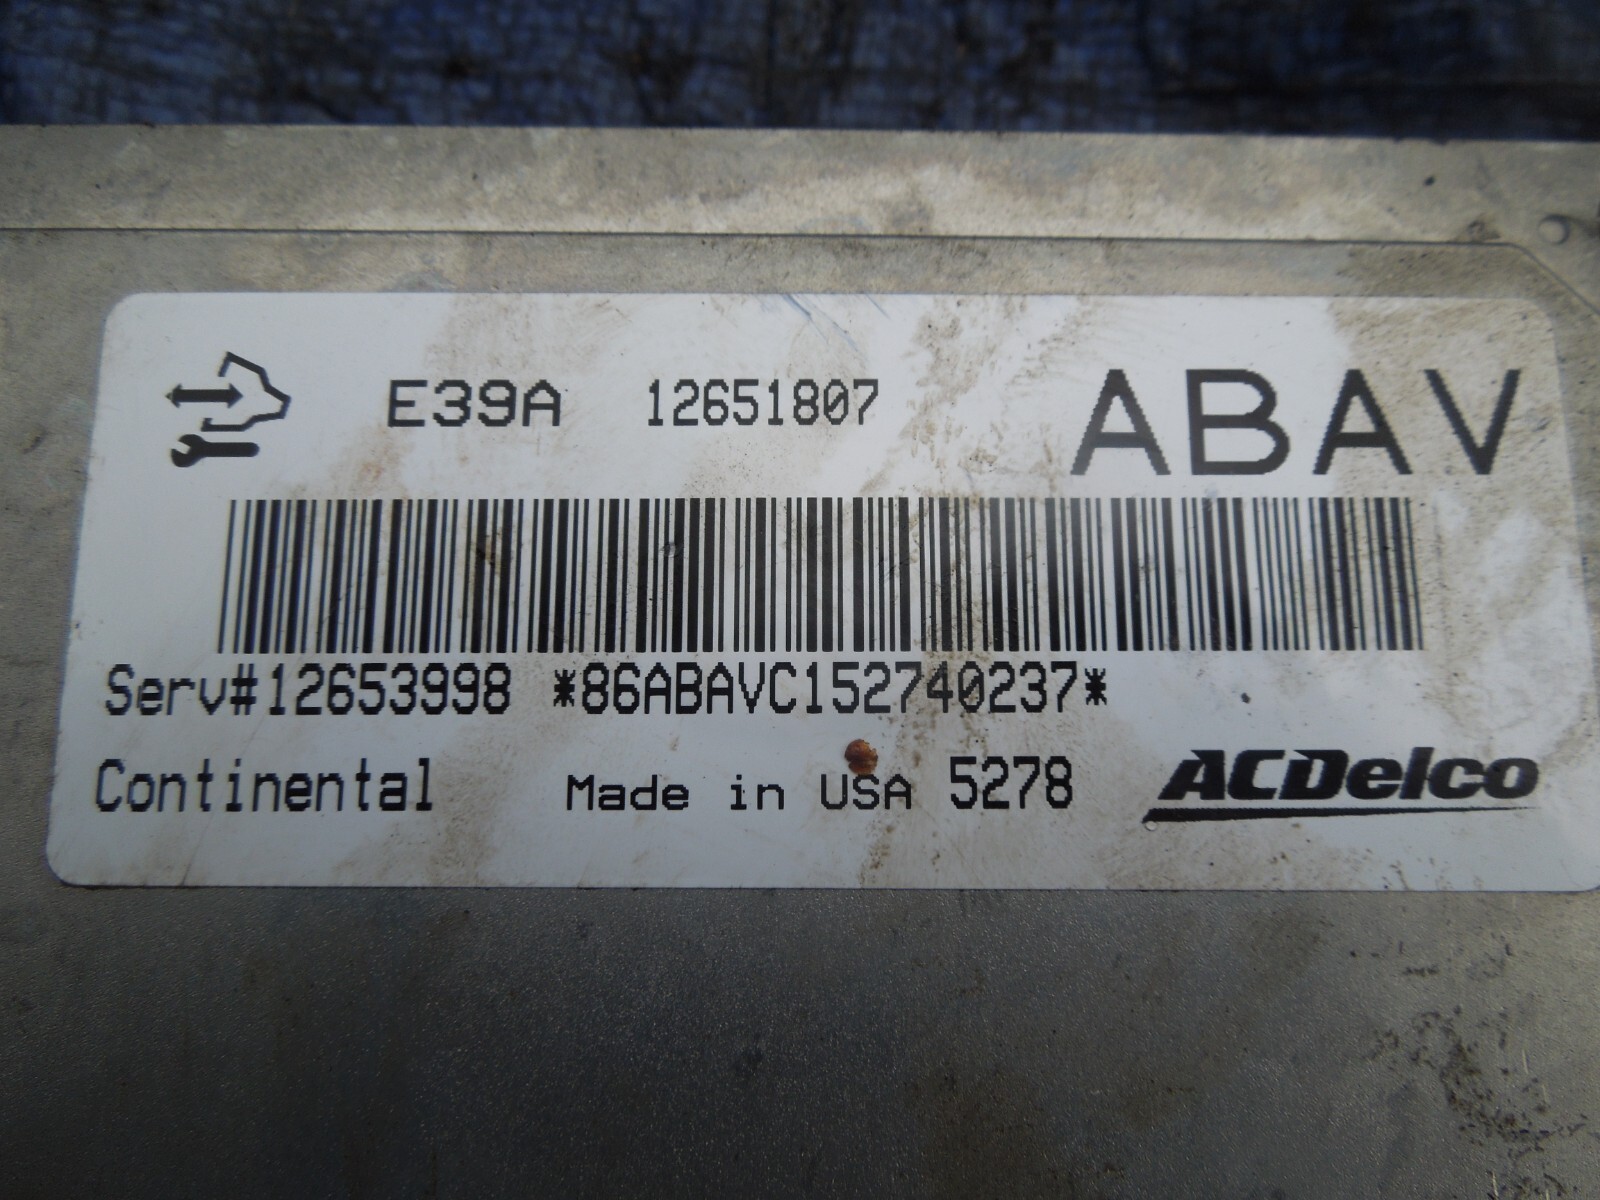 E39A 12651807 ABAV
Serv#12653998 *86ABAVC152740237*
Continental Made in USA 5278 ACDelco